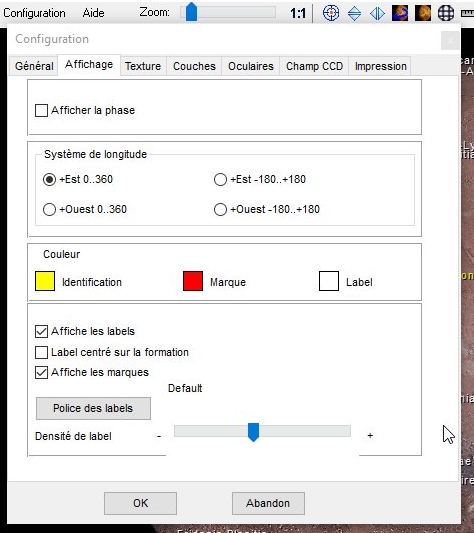 Configuration Aide Zoom: 1:1
Configuration
Général Affichage Texture Couches Oculaires Champ CCD Impression
Afficher la phase
Système de longitude
+Est 0..360 +Est -180..+180
+Ouest 0..360 +Ouest -180..+180
Couleur
Identification Marque Label
Affiche les labels
Label centré sur la formation
Affiche les marques
Default
Police des labels
Densité de label - +
OK Abandon